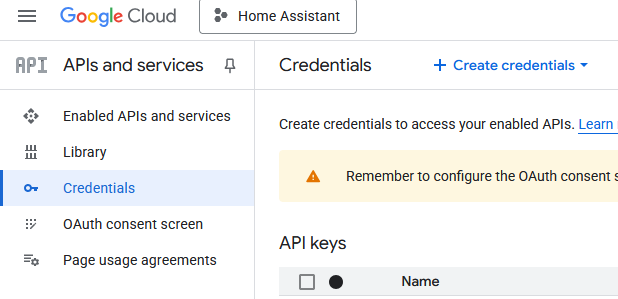 Google Cloud
Home Assistant
API
APIs and services
Credentials
Create credentials
Enabled APIs and services
Library
Credentials
OAuth consent screen
Page usage agreements
Create credentials to access your enabled APIs. Learn
Remember to configure the OAuth consent
API keys
Name